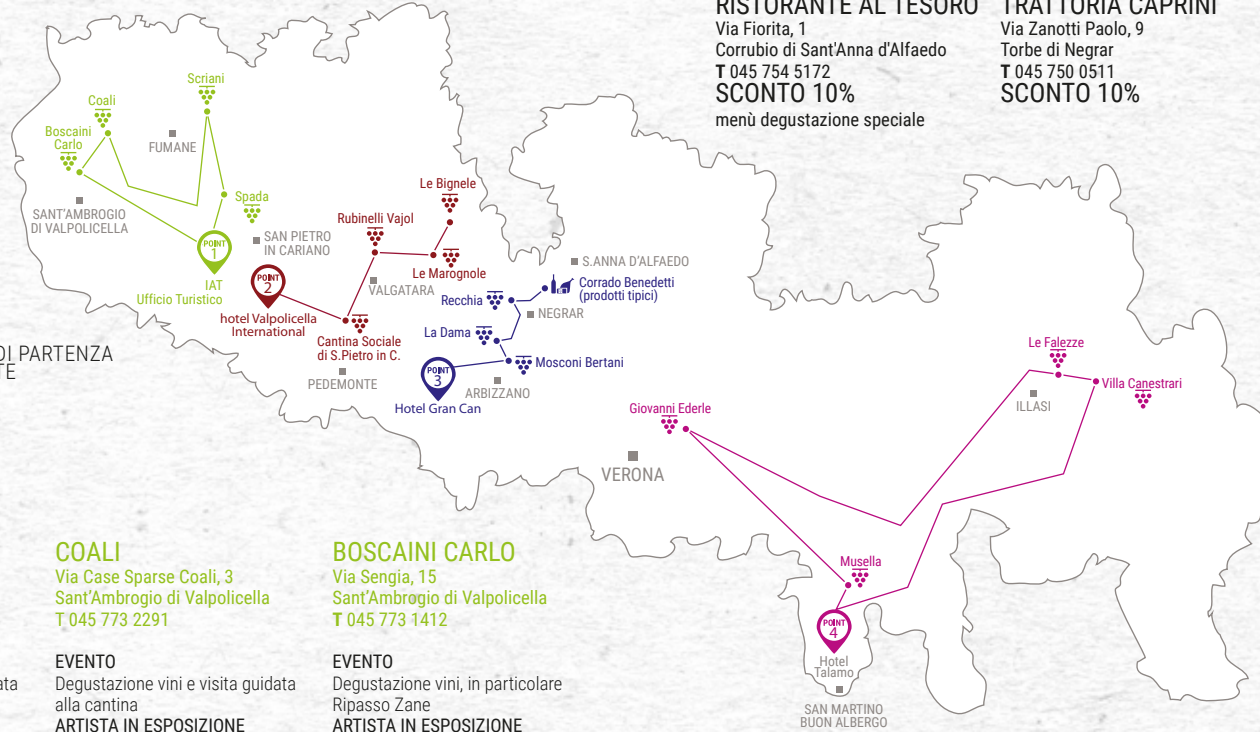 RISTORANTE AL TESORO
Via Fiorita, 1
Corrubio di Sant'Anna d'Alfaedo
T 045 754 5172
SCONTO 10%
menù degustazione speciale
TRATTORIA CAPRINI
Via Zanotti Paolo, 9
Torbe di Negrar
T 045 750 0511
SCONTO 10%
Scriani
Coali
Boscaini
Carlo
FUMANE
Spada
SANT'AMBROGIO
DI VALPOLICELLA
POINT
1
IAT
Ufficio Turistico
SAN PIETRO
IN CARIANO
Le Bignele
Rubinelli Vajol
Le Marognole
POINT
2
hotel Valpolicella
International
VALGATARA
Cantina Sociale
di S.Pietro in C.
PEDEMONTE
S.ANNA D'ALFAEDO
Corrado Benedetti
(prodotti tipici)
Recchia
NEGRAR
La Dama
Mosconi Bertani
POINT
3
Hotel Gran Can
ARBIZZANO
DI PARTENZA
TE
Le Falezze
Villa Canestrari
ILLASI
Giovanni Ederle
VERONA
Musella
POINT
4
Hotel
Talamo
SAN MARTINO
BUON ALBERGO
COALI
Via Case Sparse Coali, 3
Sant'Ambrogio di Valpolicella
T 045 773 2291
EVENTO
Degustazione vini e visita guidata
alla cantina
ARTISTA IN ESPOSIZIONE
BOSCAINI CARLO
Via Sengia, 15
Sant'Ambrogio di Valpolicella
T 045 773 1412
EVENTO
Degustazione vini, in particolare
Ripasso Zane
ARTISTA IN ESPOSIZIONE
ata